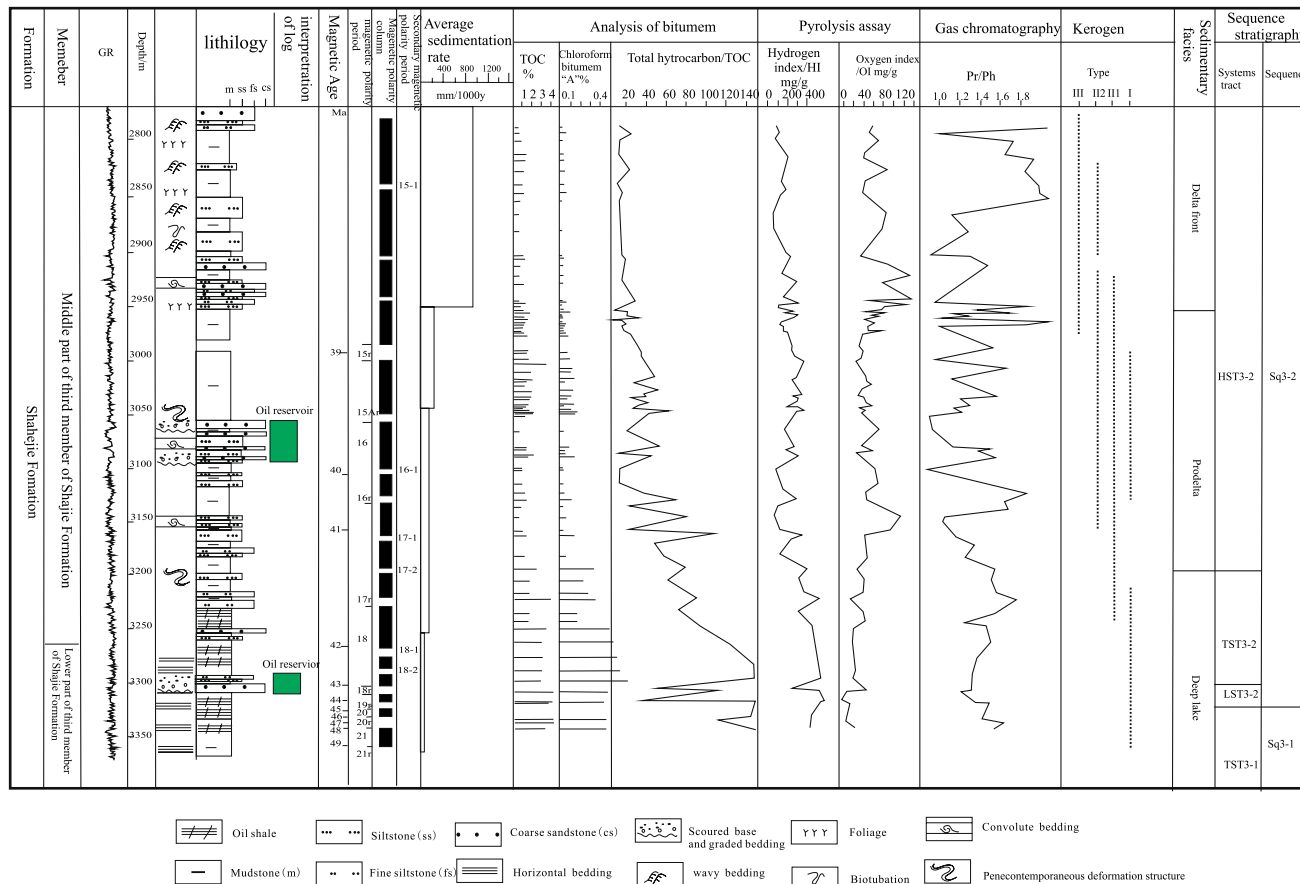 Formation
Memeber
GR
Depth/m
lithilogy
m ss fs cs
interpretration
of log
Magnetic Age
magenetic polarity
period
Magenetic polarity
column
Secondary magenetic
polarity period
Average
sedimentation
rate
400 800 1200
mm/1000y
Analysis of bitumem
TOC
%
1 2 3 4
Chloroform
bitumem
“A”%
0.1 0.4
Total hytrocarbon/TOC
20 40 60 80 100 120 140
Pyrolysis assay
Hydrogen
index/HI
mg/g
0 200 400
Oxygen index
/OI mg/g
0 40 80 120
Gas chromatography
Pr/Ph
1,0 1.2 1.4 1,6 1,8
Kerogen
Type
III II2 II1 I
Sedimentary
facies
Sequence
stratigraphy
Systems
tract
Sequence
Ma
2800
2850
2900
2950
3000
3050
3100
3150
3200
3250
3300
3350
Shahejie Fomation
Middle part of third member of Shajie Formation
Lower part of third member
of Shajie Formation
Oil reservoir
Oil reservior
39
40
41
42
43
44
45
46
47
48
49
15r
15Ar
16
16r
17r
18
18r
19r
20
20r
21
21r
15-1
16-1
17-1
17-2
18-1
18-2
Delta front
Prodelta
Deep lake
HST3-2
TST3-2
LST3-2
TST3-1
Sq3-2
Sq3-1
Oil shale
Siltstone (ss)
Coarse sandstone (cs)
Scoured base
and graded bedding
Foliage
Convolute bedding
Mudstone (m)
Fine siltstone (fs)
Horizontal bedding
wavy bedding
Biotubation
Penecontemporaneous deformation structure